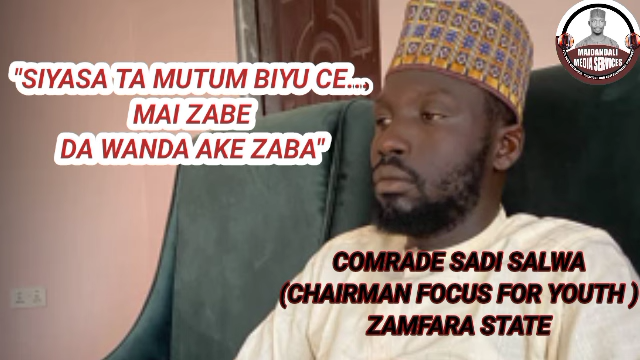 "SIYASA TA MUTUM BIYU CE...,
MAI ZABE
DA WANDA AKE ZABA"
MAIDANDALI
MEDIA SERVICES
COMRADE SADI SALWA
(CHAIRMAN FOCUS FOR YOUTH )
ZAMFARA STATE